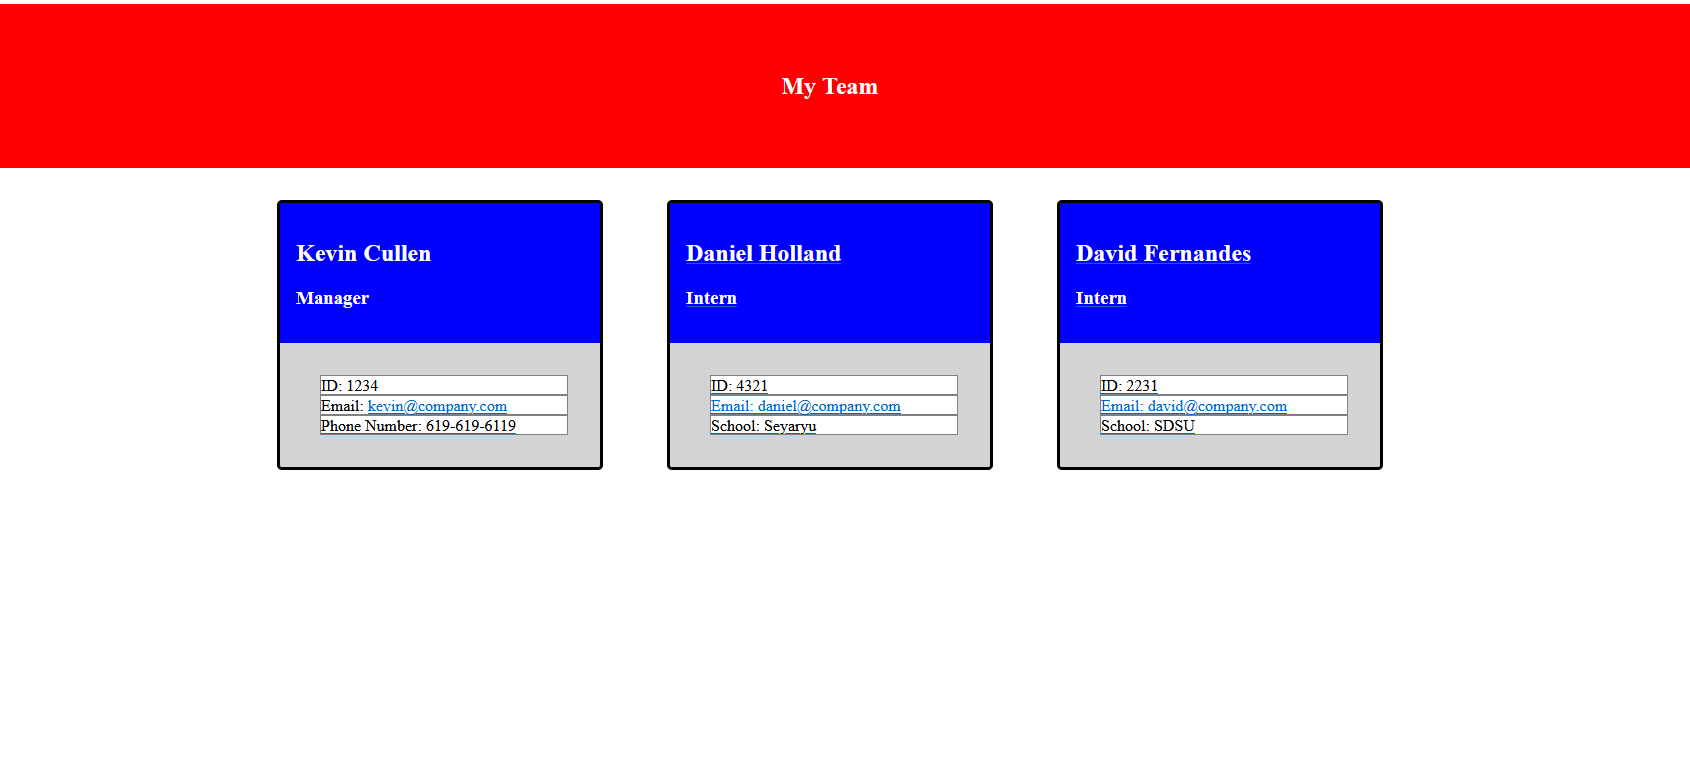 My Team
Kevin Cullen
Manager
ID: 1234
Email: kevin@company.com
Phone Number: 619-619-6119
Daniel Holland
Intern
ID: 4321
Email: daniel@company.com
School: Seyaryu
David Fernandes
Intern
ID: 2231
Email: david@company.com
School: SDSU